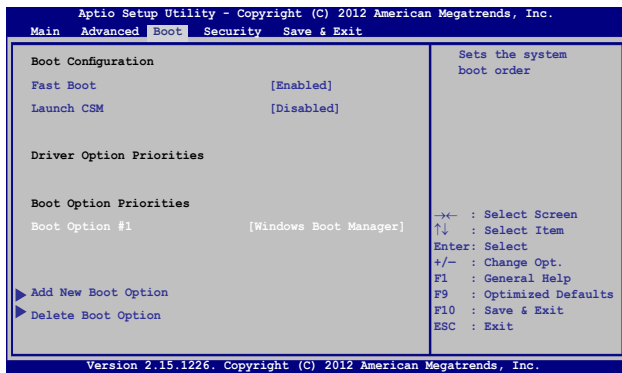 Aptio Setup Utility - Copyright (C) 2012 American Megatrends, Inc.
Main Advanced Boot Security Save & Exit
Boot Configuration
Fast Boot [Enabled]
Launch CSM [Disabled]
Driver Option Priorities
Boot Option Priorities
Boot Option #1 [Windows Boot Manager]
Add New Boot Option
Delete Boot Option
Sets the system
boot order
→← : Select Screen
↑↓ : Select Item
Enter: Select
+/— : Change Opt.
F1 : General Help
F9 : Optimized Defaults
F10 : Save & Exit
ESC : Exit
Version 2.15.1226. Copyright (C) 2012 American Megatrends, Inc.